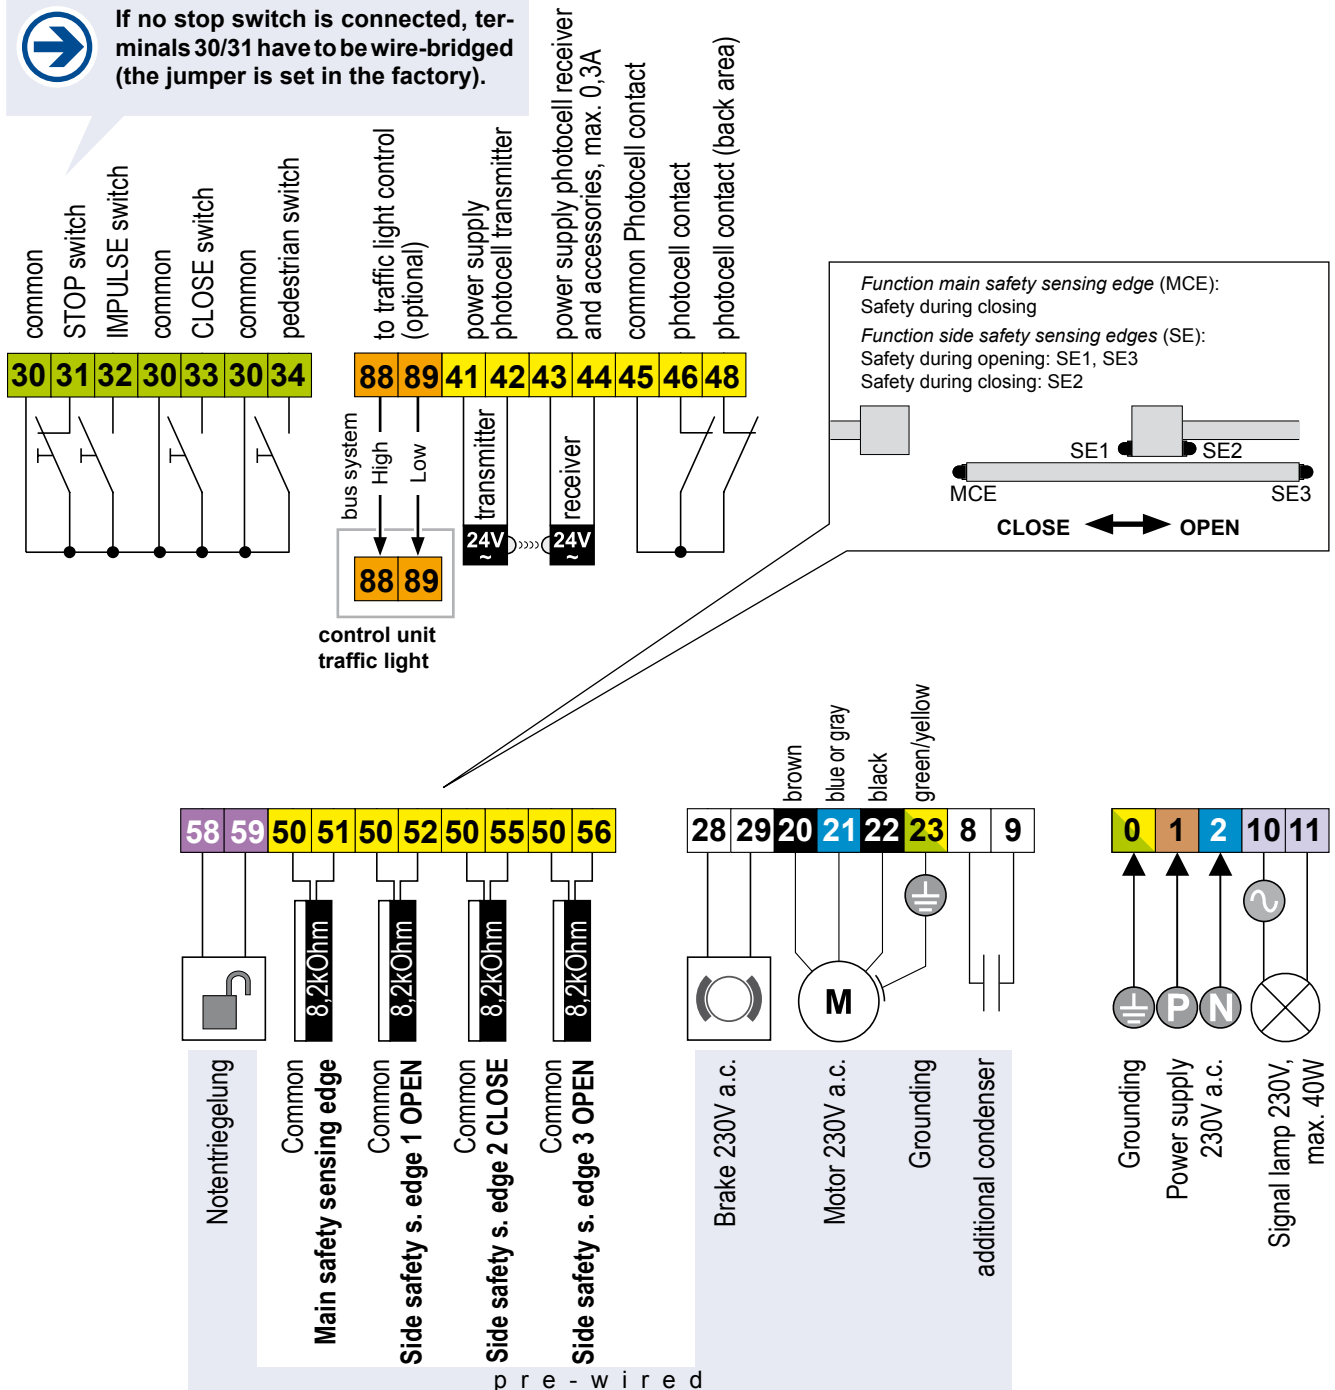 If no stop switch is connected, ter-
minals 30/31 have to be wire-bridged
(the jumper is set in the factory).
common
STOP switch
IMPULSE switch
common
CLOSE switch
common
pedestrian switch
to traffic light control
(optional)
power supply
photocell transmitter
power supply photocell receiver
and accessories, max. 0,3A
common Photocell contact
photocell contact
photocell contact (back area)
30 31 32 30 33 30 34
88 89 41 42 43 44 45 46 48
bus system
High
Low
transmitter
receiver
24V
~
24V
~
88 89
control unit
traffic light
Function main safety sensing edge (MCE):
Safety during closing
Function side safety sensing edges (SE):
Safety during opening: SE1, SE3
Safety during closing: SE2
SE1
SE2
MCE
SE3
CLOSE
OPEN
brown
blue or gray
black
green/yellow
58 59 50 51 50 52 50 55 50 56
28 29 20 21 22 23 8 9
0 1 2 10 11
8,2kOhm
8,2kOhm
8,2kOhm
8,2kOhm
M
P
N
Notentriegelung
Common
Main safety sensing edge
Common
Side safety s. edge 1 OPEN
Common
Side safety s. edge 2 CLOSE
Common
Side safety s. edge 3 OPEN
Brake 230V a.c.
Motor 230V a.c.
Grounding
additional condenser
Grounding
Power supply
230V a.c.
Signal lamp 230V,
max. 40W
pre-wired